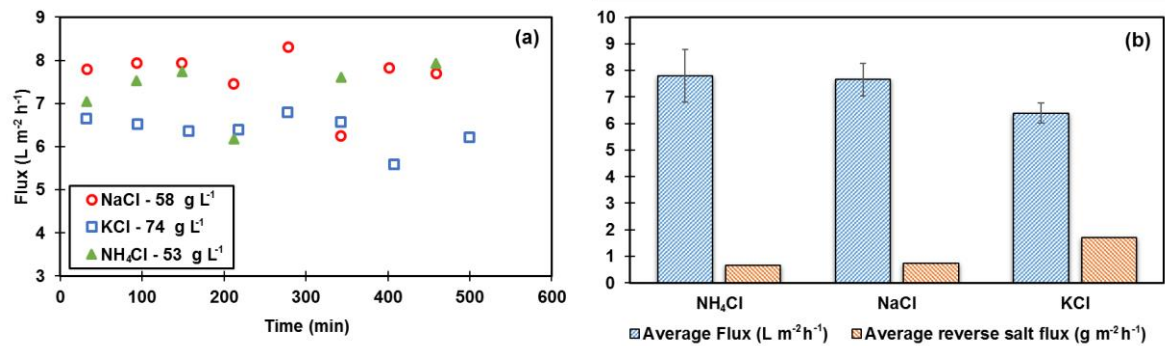 (a)
9
8
7
6
5
4
3
Flux (L m⁻² h⁻¹)
NaCl - 58 g L⁻¹
KCl - 74 g L⁻¹
NH₄Cl - 53 g L⁻¹
0 100 200 300 400 500 600
Time (min)
(b)
10
9
8
7
6
5
4
3
2
1
0
NH₄Cl NaCl KCl
Average Flux (L m⁻²h⁻¹) Average reverse salt flux (g m⁻²h⁻¹)